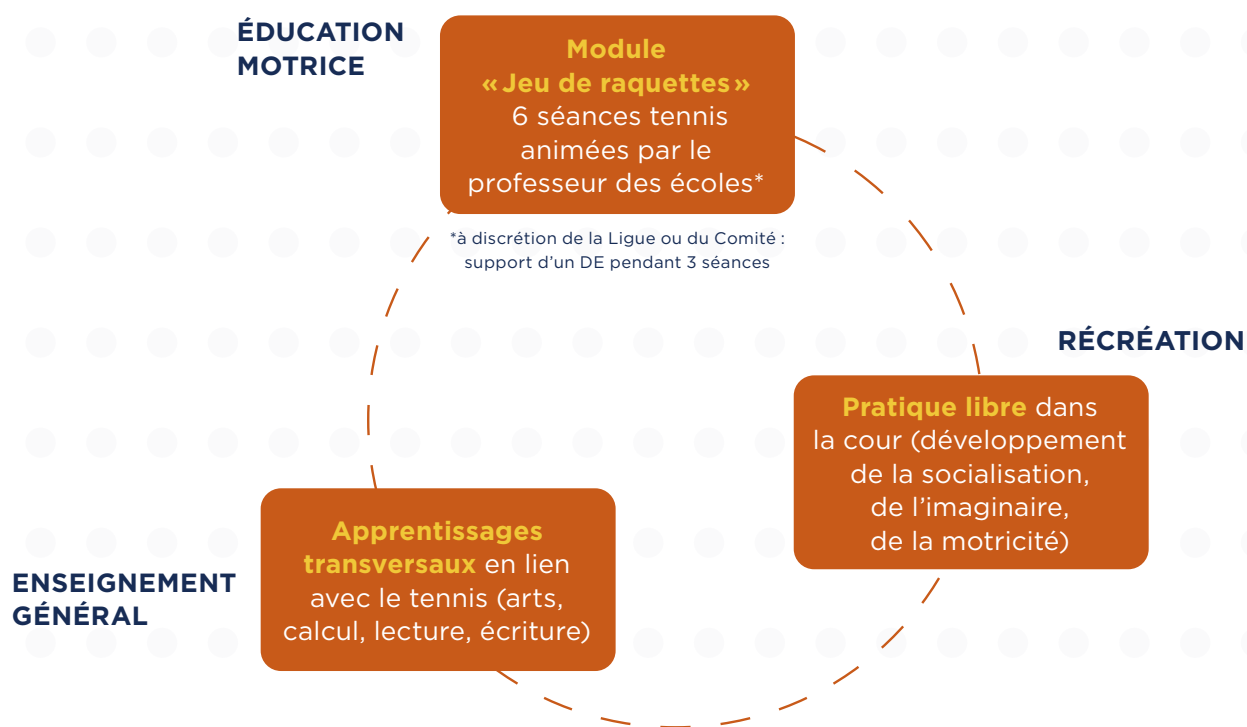 ÉDUCATION
MOTRICE
Module
« Jeu de raquettes »
6 séances tennis
animées par le
professeur des écoles*
*à discrétion de la Ligue ou du Comité :
support d’un DE pendant 3 séances
RÉCRÉATION
Pratique libre dans
la cour (développement
de la socialisation,
de l’imaginaire,
de la motricité)
ENSEIGNEMENT
GÉNÉRAL
Apprentissages
transversaux en lien
avec le tennis (arts,
calcul, lecture, écriture)